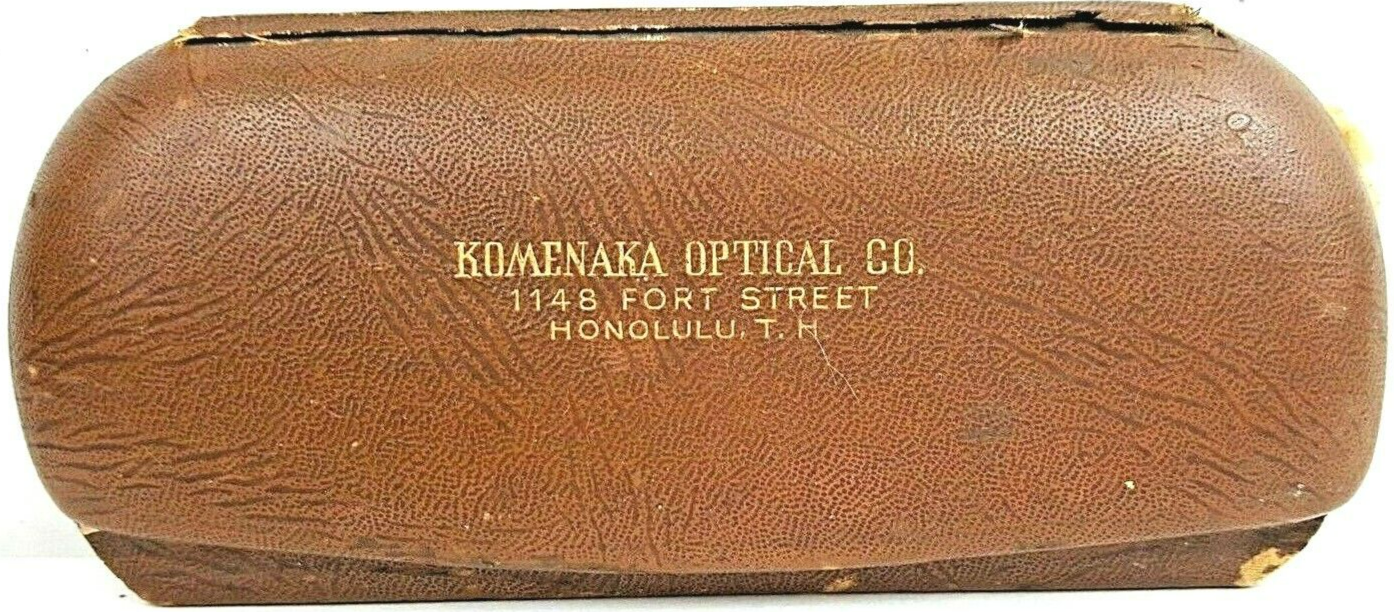 KOMENAKA OPTICAL CO.
1148 FORT STREET
HONOLULU, T. H